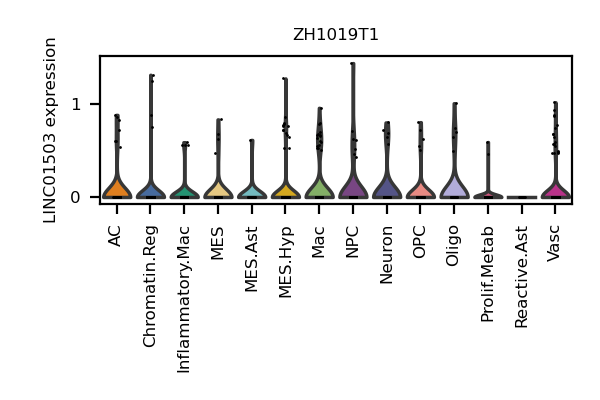 ZH1019T1
LINC01503 expression
1
0
AC
Chromatin.Reg
Inflammatory.Mac
MES
MES.Ast
MES.Hyp
Mac
NPC
Neuron
OPC
Oligo
Prolif.Metab
Reactive.Ast
Vasc